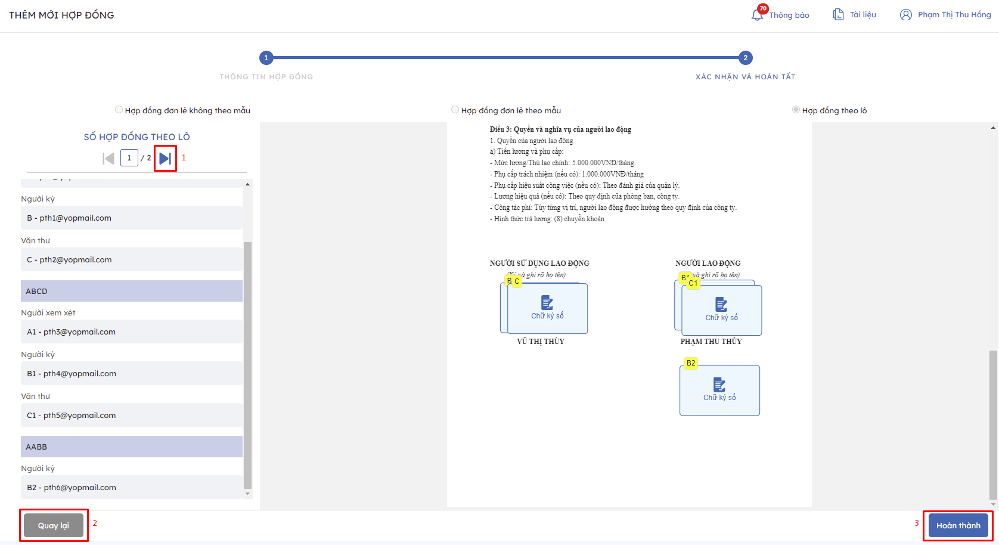 THÊM MỚI HỢP ĐỒNG
70
Thông báo
Tài liệu
Phạm Thị Thu Hồng
1
2
THÔNG TIN HỢP ĐỒNG
XÁC NHẬN VÀ HOÀN TẤT
Hợp đồng đơn lẻ không theo mẫu
Hợp đồng đơn lẻ theo mẫu
Hợp đồng theo lô
SỐ HỢP ĐỒNG THEO LÔ
1 / 2
1
Người ký
B - pth1@yopmail.com
Văn thư
C - pth2@yopmail.com
ABCD
Người xem xét
A1 - pth3@yopmail.com
Người ký
B1 - pth4@yopmail.com
Văn thư
C1 - pth5@yopmail.com
AABB
Người ký
B2 - pth6@yopmail.com
Điều 3: Quyền và nghĩa vụ của người lao động
1. Quyền của người lao động
a) Tiền lương và phụ cấp:
- Mức lương/Thù lao chính: 5.000.000VNĐ/tháng.
- Phụ cấp trách nhiệm (nếu có): 1.000.000VNĐ/tháng
- Phụ cấp hiệu suất công việc (nếu có): Theo đánh giá của quản lý.
- Lương hiệu quả (nếu có): Theo quy định của phòng ban, công ty.
- Công tác phí: Tùy từng vị trí, người lao động được hưởng theo quy định của công ty.
- Hình thức trả lương: (8) chuyển khoản
NGƯỜI SỬ DỤNG LAO ĐỘNG
NGƯỜI LAO ĐỘNG
và ghi rõ họ tên)
và ghi rõ họ tên)
B
C
C1
Chữ ký số
Chữ ký số
VŨ THỊ THÙY
PHẠM THU THỦY
B2
Chữ ký số
Quay lại
2
3
Hoàn thành